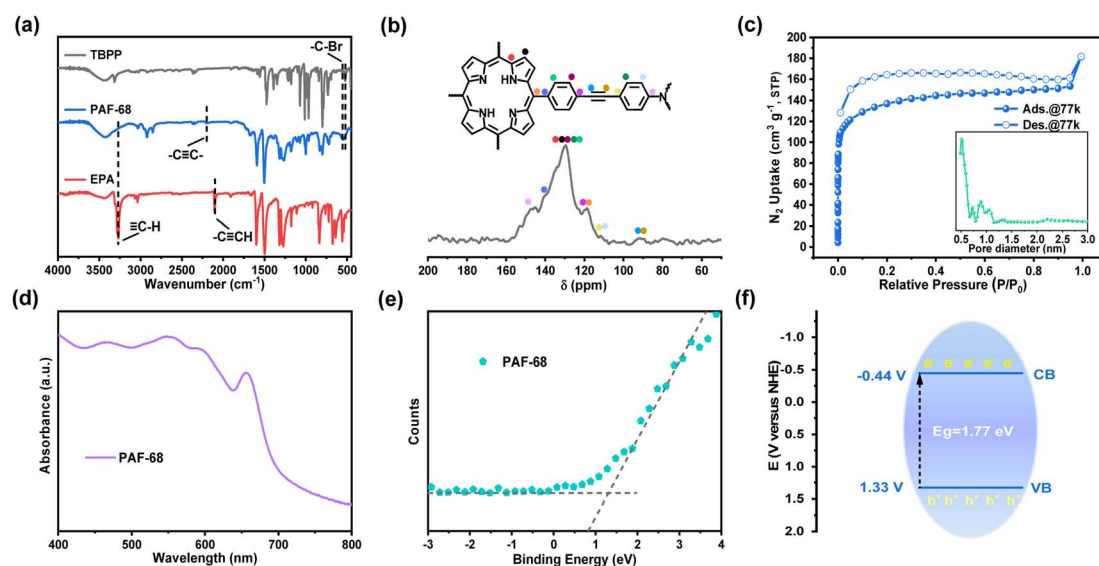 (a)
TBPP
-C-Br
PAF-68
-C≡C-
EPA
≡C-H
-C≡CH
4000 3500 3000 2500 2000 1500 1000 500
Wavenumber (cm-1)
(b)
NH N
N HN
N
200 180 160 140 120 100 80 60
δ (ppm)
(c)
N2 Uptake (cm3 g-1, STP)
200
180
160
140
120
100
80
60
40
20
0
Ads.@77k
Des.@77k
0.5 1.0 1.5 2.0 2.5 3.0
Pore diameter (nm)
0.0 0.2 0.4 0.6 0.8 1.0
Relative Pressure (P/P0)
(d)
Absorbance (a.u.)
PAF-68
400 500 600 700 800
Wavelength (nm)
(e)
Counts
PAF-68
-3 -2 -1 0 1 2 3 4
Binding Energy (eV)
(f)
E (V versus NHE)
-1.0
-0.5
0.0
0.5
1.0
1.5
2.0
e- e- e- e- e-
-0.44 V
CB
Eg=1.77 eV
1.33 V
VB
h+ h+ h+ h+ h+